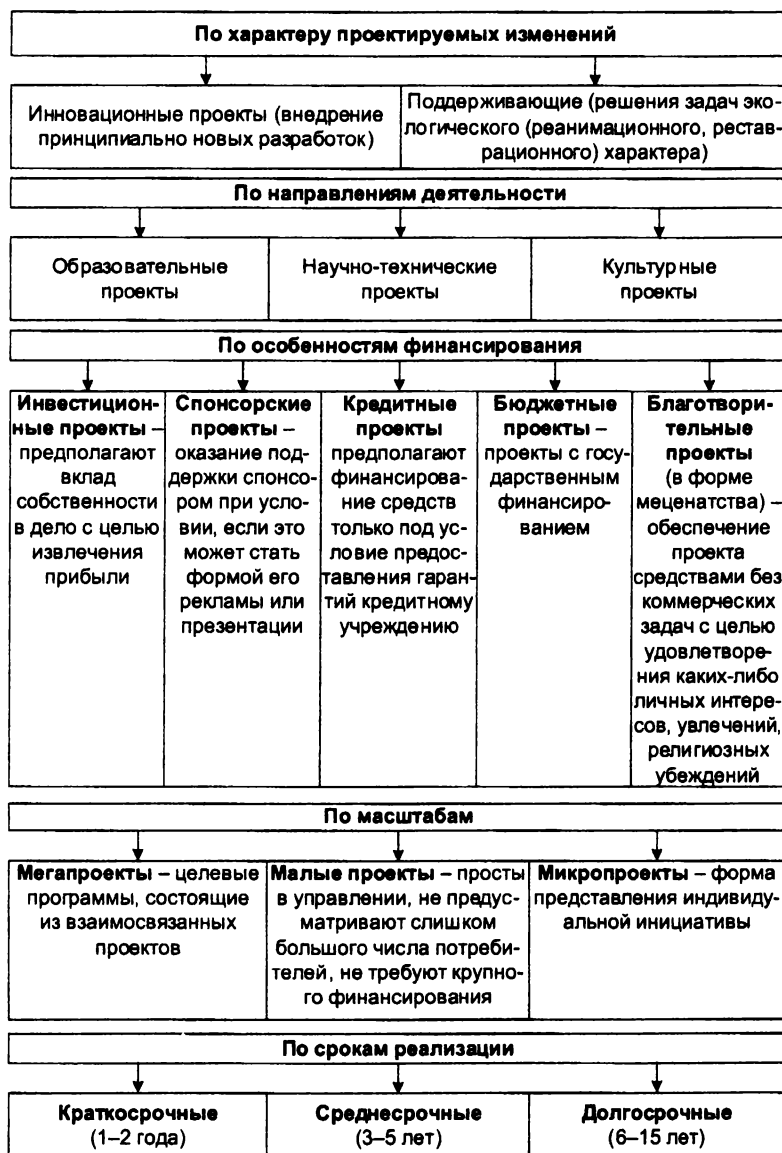 По характеру проектируемых изменений
Инновационные проекты (внедрение
принципиально новых разработок)
Поддерживающие (решения задач эко-
логического (реанимационного, рестав-
рационного) характера)
По направлениям деятельности
Образовательные
проекты
Научно-технические
проекты
Культурные
проекты
По особенностям финансирования
Инвестицион-
ные проекты –
предполагают
вклад
собственности
в дело с целью
извлечения
прибыли
Спонсорские
проекты –
оказание под-
держки спонсо-
ром при усло-
вии, если это
может стать
формой его
рекламы или
презентации
Кредитные
проекты
предполагают
финансирова-
ние средств
только под ус-
ловие предос-
тавления гаран-
тий кредитному
учреждению
Бюджетные
проекты –
проекты с госу-
дарственным
финансиро-
ванием
Благотвори-
тельные
проекты
(в форме
меценатства) –
обеспечение
проекта
средствами без
коммерческих
задач с целью
удовлетворе-
ния каких-либо
личных интере-
сов, увлечений,
религиозных
убеждений
По масштабам
Мегапроекты – целевые
программы, состоящие
из взаимосвязанных
проектов
Малые проекты – просты
в управлении, не предус-
матривают слишком
большого числа потреби-
телей, не требуют крупно-
го финансирования
Микропроекты – форма
представления индивиду-
альной инициативы
По срокам реализации
Краткосрочные
(1–2 года)
Среднесрочные
(3–5 лет)
Долгосрочные
(6–15 лет)